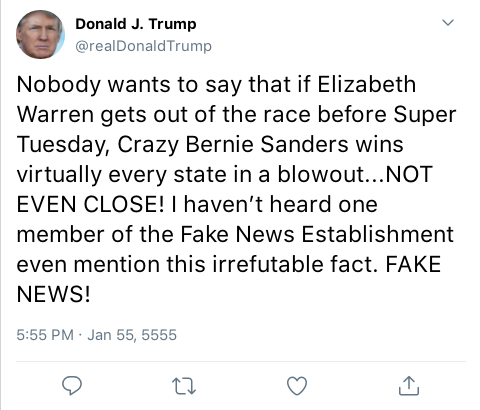 Donald J. Trump
@realDonaldTrump
Nobody wants to say that if Elizabeth
Warren gets out of the race before Super
Tuesday, Crazy Bernie Sanders wins
virtually every state in a blowout...NOT
EVEN CLOSE! I haven’t heard one
member of the Fake News Establishment
even mention this irrefutable fact. FAKE
NEWS!
5:55 PM · Jan 55, 5555